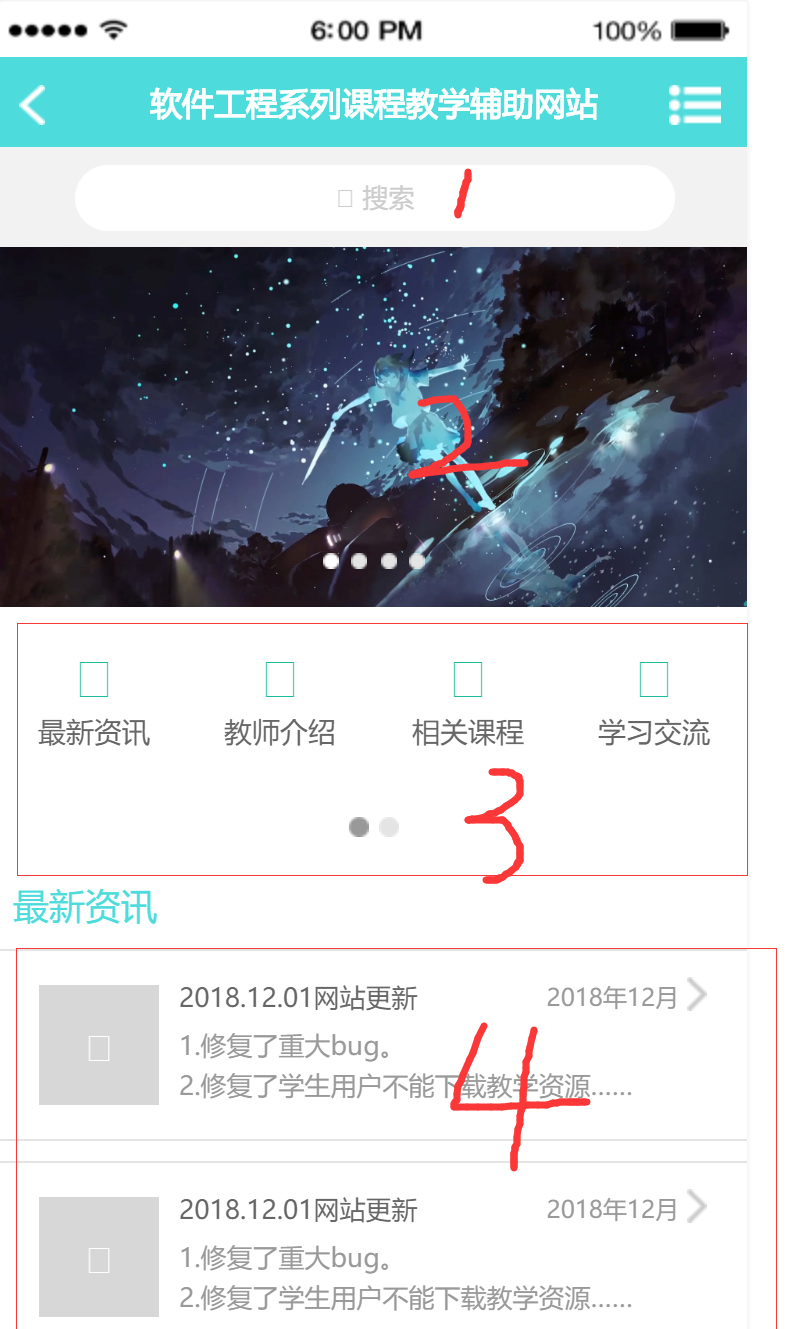 6:00 PM 100%
软件工程系列课程教学辅助网站
搜索 1
2
最新资讯 教师介绍 相关课程 学习交流
3
最新资讯
2018.12.01网站更新 2018年12月
1.修复了重大bug。
2.修复了学生用户不能下载教学资源......
4
2018.12.01网站更新 2018年12月
1.修复了重大bug。
2.修复了学生用户不能下载教学资源......